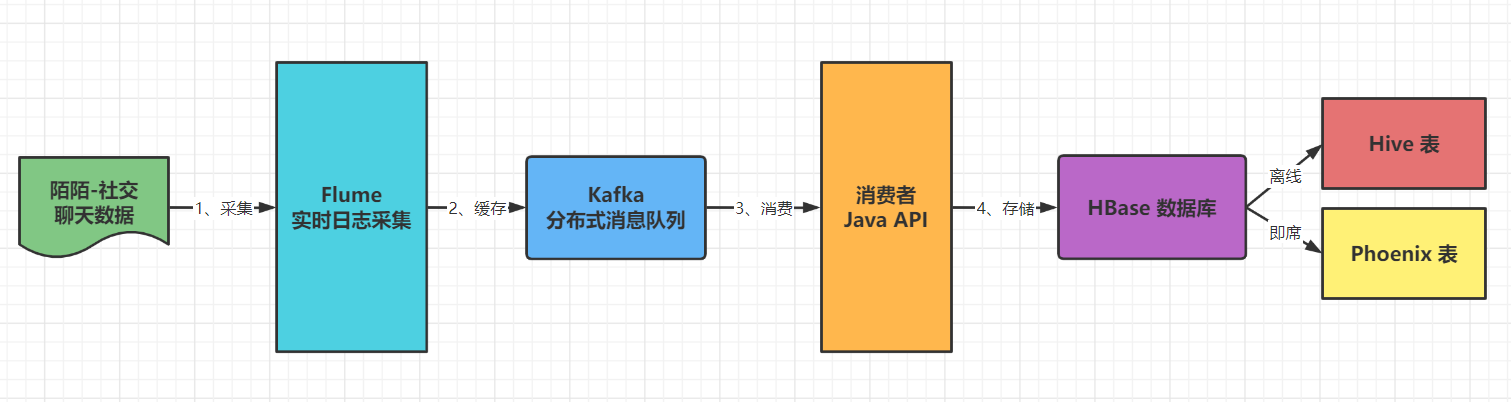 陌陌-社交
聊天数据
1、采集
Flume
实时日志采集
2、缓存
Kafka
分布式消息队列
3、消费
消费者
Java API
4、存储
HBase 数据库
离线
Hive 表
即席
Phoenix 表